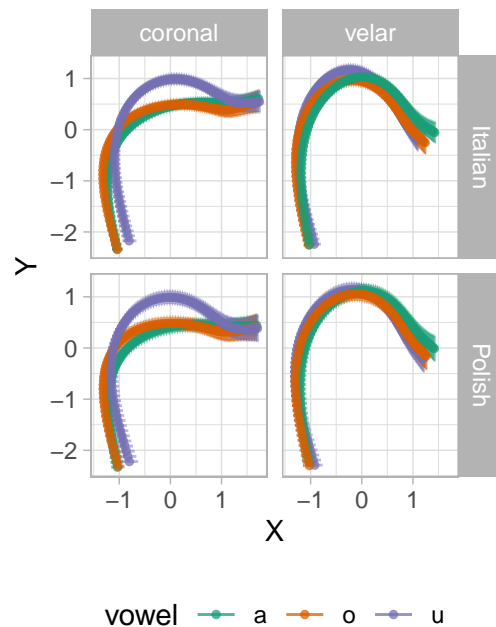 coronal velar
1
0
−1
−2
Italian
1
0
−1
−2
Polish
Y
−1 0 1 −1 0 1
X
vowel a o u